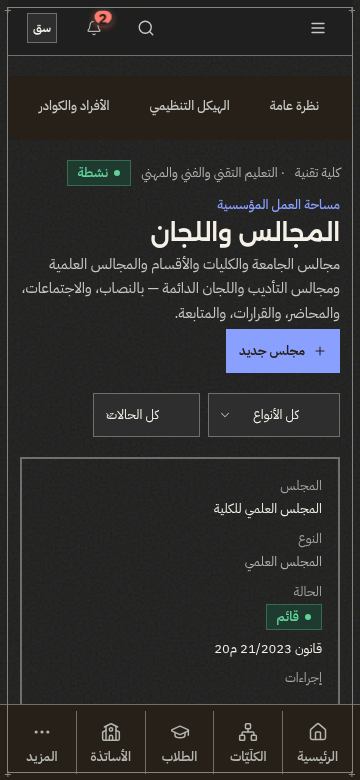 2
سق
نظرة عامة
الهيكل التنظيمي
الأفراد والكوادر
كلية تقنية · التعليم التقني والفني والمهني
نشطة
مساحة العمل المؤسسية
المجالس واللجان
مجالس الجامعة والكليات والأقسام والمجالس العلمية
ومجالس التأديب واللجان الدائمة — بالنصاب، والاجتماعات،
والمحاضر، والقرارات، والمتابعة.
+ مجلس جديد
كل الأنواع
كل الحالات
المجلس
المجلس العلمي للكلية
النوع
المجلس العلمي
الحالة
قائم
قانون 21/2023 م20
إجراءات
الرئيسية
الكلّيّات
الطلاب
الأساتذة
المزيد